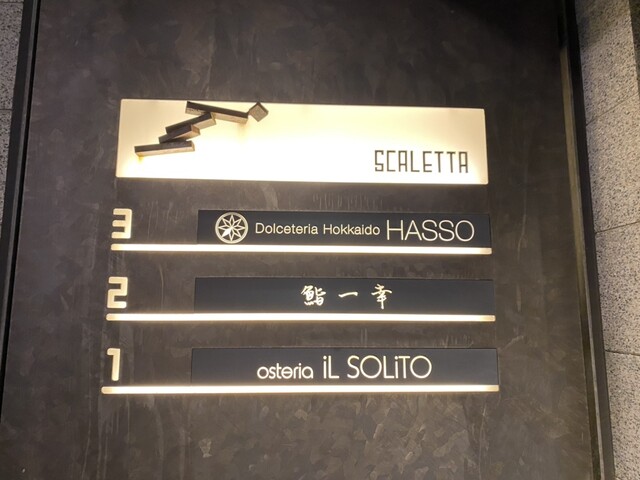 SCALETTA
3 Dolceteria Hokkaido HASSO
2 鮨 一 幸
1 osteria iL SOLiTO